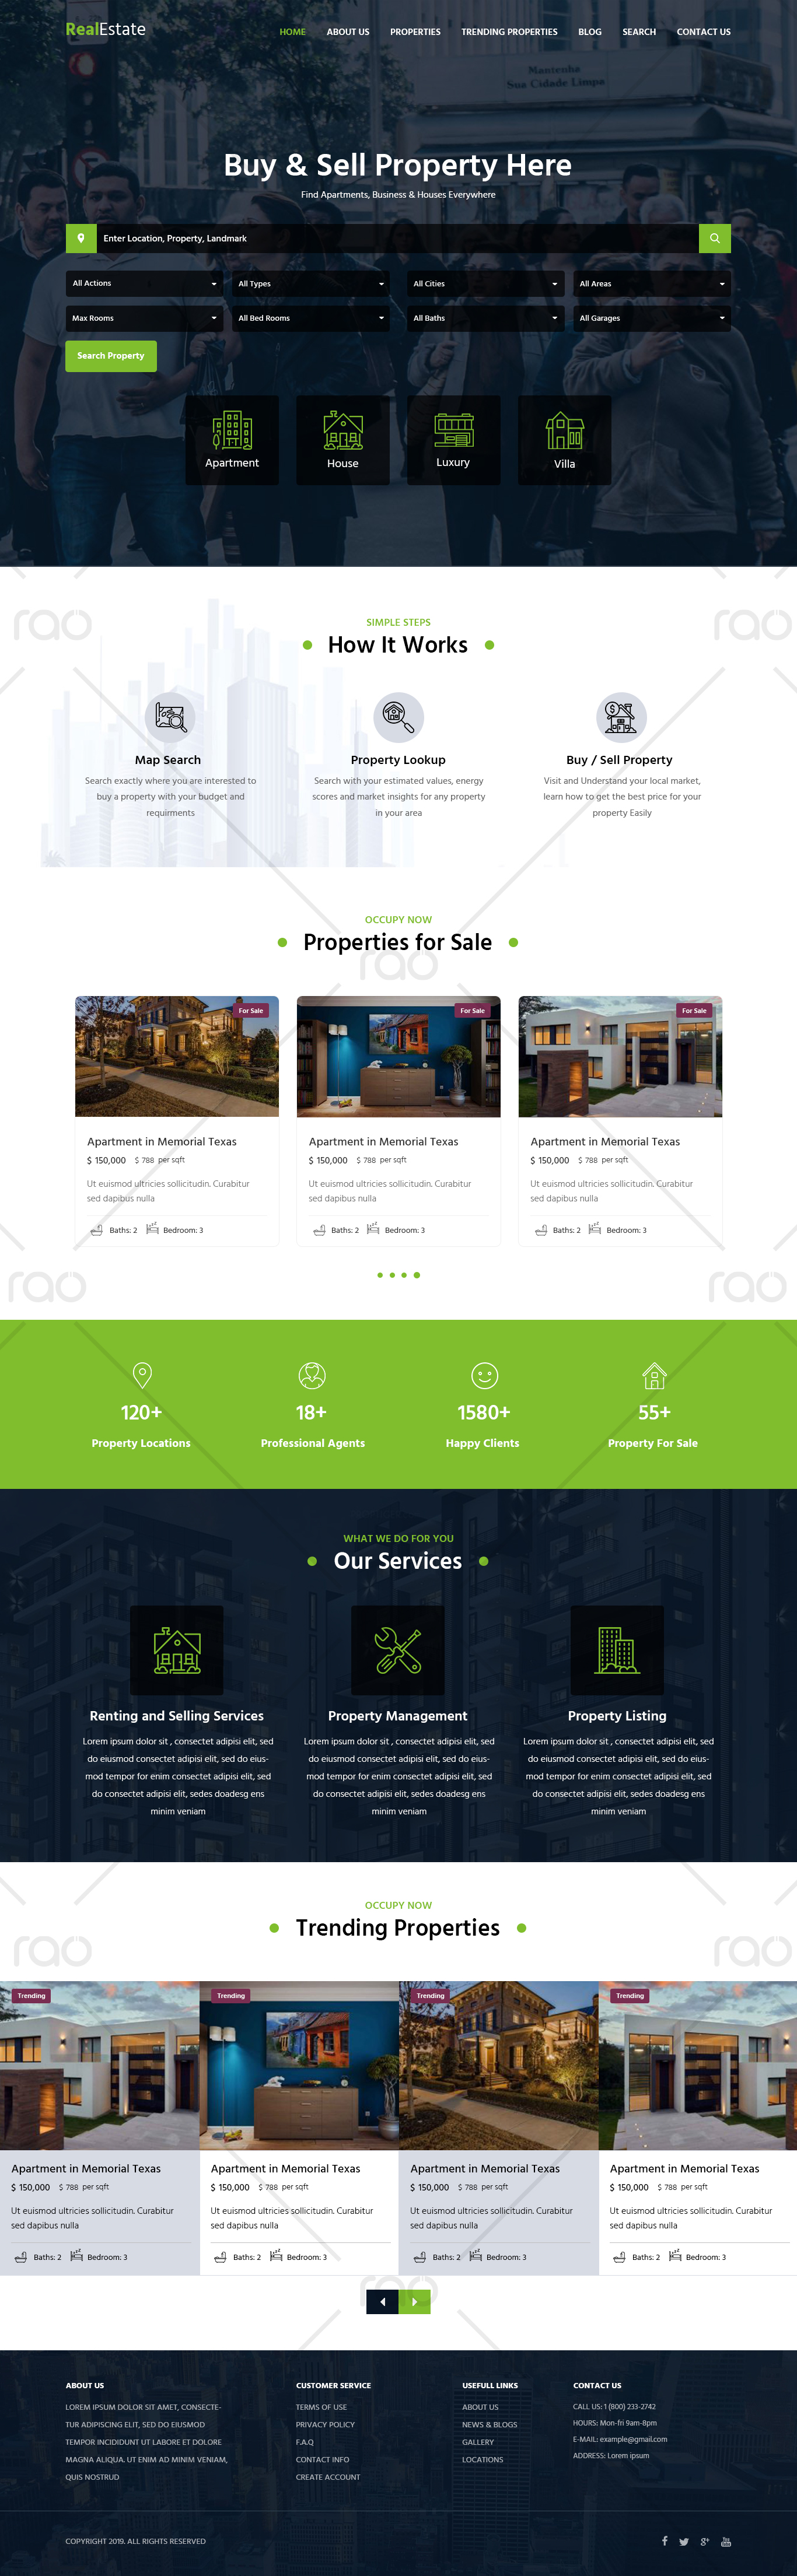 RealEstate
HOME ABOUT US PROPERTIES TRENDING PROPERTIES BLOG SEARCH CONTACT US
Mantenha
Sua Cidade Limpa
Buy & Sell Property Here
Find Apartments, Business & Houses Everywhere
Enter Location, Property, Landmark
All Actions All Types All Cities All Areas
Max Rooms All Bed Rooms All Baths All Garages
Search Property
Apartment House Luxury Villa
rao rao
SIMPLE STEPS
How It Works
Map Search
Search exactly where you are interested to
buy a property with your budget and
requirments
Property Lookup
Search with your estimated values, energy
scores and market insights for any property
in your area
Buy / Sell Property
Visit and Understand your local market,
learn how to get the best price for your
property Easily
OCCUPY NOW
Properties for Sale
rao
For Sale
Apartment in Memorial Texas
$ 150,000 $ 788 per sqft
Ut euismod ultricies sollicitudin. Curabitur
sed dapibus nulla
Baths: 2 Bedroom: 3
For Sale
Apartment in Memorial Texas
$ 150,000 $ 788 per sqft
Ut euismod ultricies sollicitudin. Curabitur
sed dapibus nulla
Baths: 2 Bedroom: 3
For Sale
Apartment in Memorial Texas
$ 150,000 $ 788 per sqft
Ut euismod ultricies sollicitudin. Curabitur
sed dapibus nulla
Baths: 2 Bedroom: 3
rao rao
120+
Property Locations
18+
Professional Agents
1580+
Happy Clients
55+
Property For Sale
WHAT WE DO FOR YOU
Our Services
Renting and Selling Services
Lorem ipsum dolor sit , consectet adipisi elit, sed
do eiusmod consectet adipisi elit, sed do eius-
mod tempor for enim consectet adipisi elit, sed
do consectet adipisi elit, sedes doadesg ens
minim veniam
Property Management
Lorem ipsum dolor sit , consectet adipisi elit, sed
do eiusmod consectet adipisi elit, sed do eius-
mod tempor for enim consectet adipisi elit, sed
do consectet adipisi elit, sedes doadesg ens
minim veniam
Property Listing
Lorem ipsum dolor sit , consectet adipisi elit, sed
do eiusmod consectet adipisi elit, sed do eius-
mod tempor for enim consectet adipisi elit, sed
do consectet adipisi elit, sedes doadesg ens
minim veniam
OCCUPY NOW
Trending Properties
rao rao
Trending
Apartment in Memorial Texas
$ 150,000 $ 788 per sqft
Ut euismod ultricies sollicitudin. Curabitur
sed dapibus nulla
Baths: 2 Bedroom: 3
Trending
Apartment in Memorial Texas
$ 150,000 $ 788 per sqft
Ut euismod ultricies sollicitudin. Curabitur
sed dapibus nulla
Baths: 2 Bedroom: 3
Trending
Apartment in Memorial Texas
$ 150,000 $ 788 per sqft
Ut euismod ultricies sollicitudin. Curabitur
sed dapibus nulla
Baths: 2 Bedroom: 3
Trending
Apartment in Memorial Texas
$ 150,000 $ 788 per sqft
Ut euismod ultricies sollicitudin. Curabitur
sed dapibus nulla
Baths: 2 Bedroom: 3
rao
ABOUT US
LOREM IPSUM DOLOR SIT AMET, CONSECTE-
TUR ADIPISCING ELIT, SED DO EIUSMOD
TEMPOR INCIDIDUNT UT LABORE ET DOLORE
MAGNA ALIQUA. UT ENIM AD MINIM VENIAM,
QUIS NOSTRUD
CUSTOMER SERVICE
TERMS OF USE
PRIVACY POLICY
F.A.Q
CONTACT INFO
CREATE ACCOUNT
USEFULL LINKS
ABOUT US
NEWS & BLOGS
GALLERY
LOCATIONS
CONTACT US
CALL US: 1 (800) 233-2742
HOURS: Mon-fri 9am-8pm
E-MAIL: example@gmail.com
ADDRESS: Lorem ipsum
COPYRIGHT 2019. ALL RIGHTS RESERVED